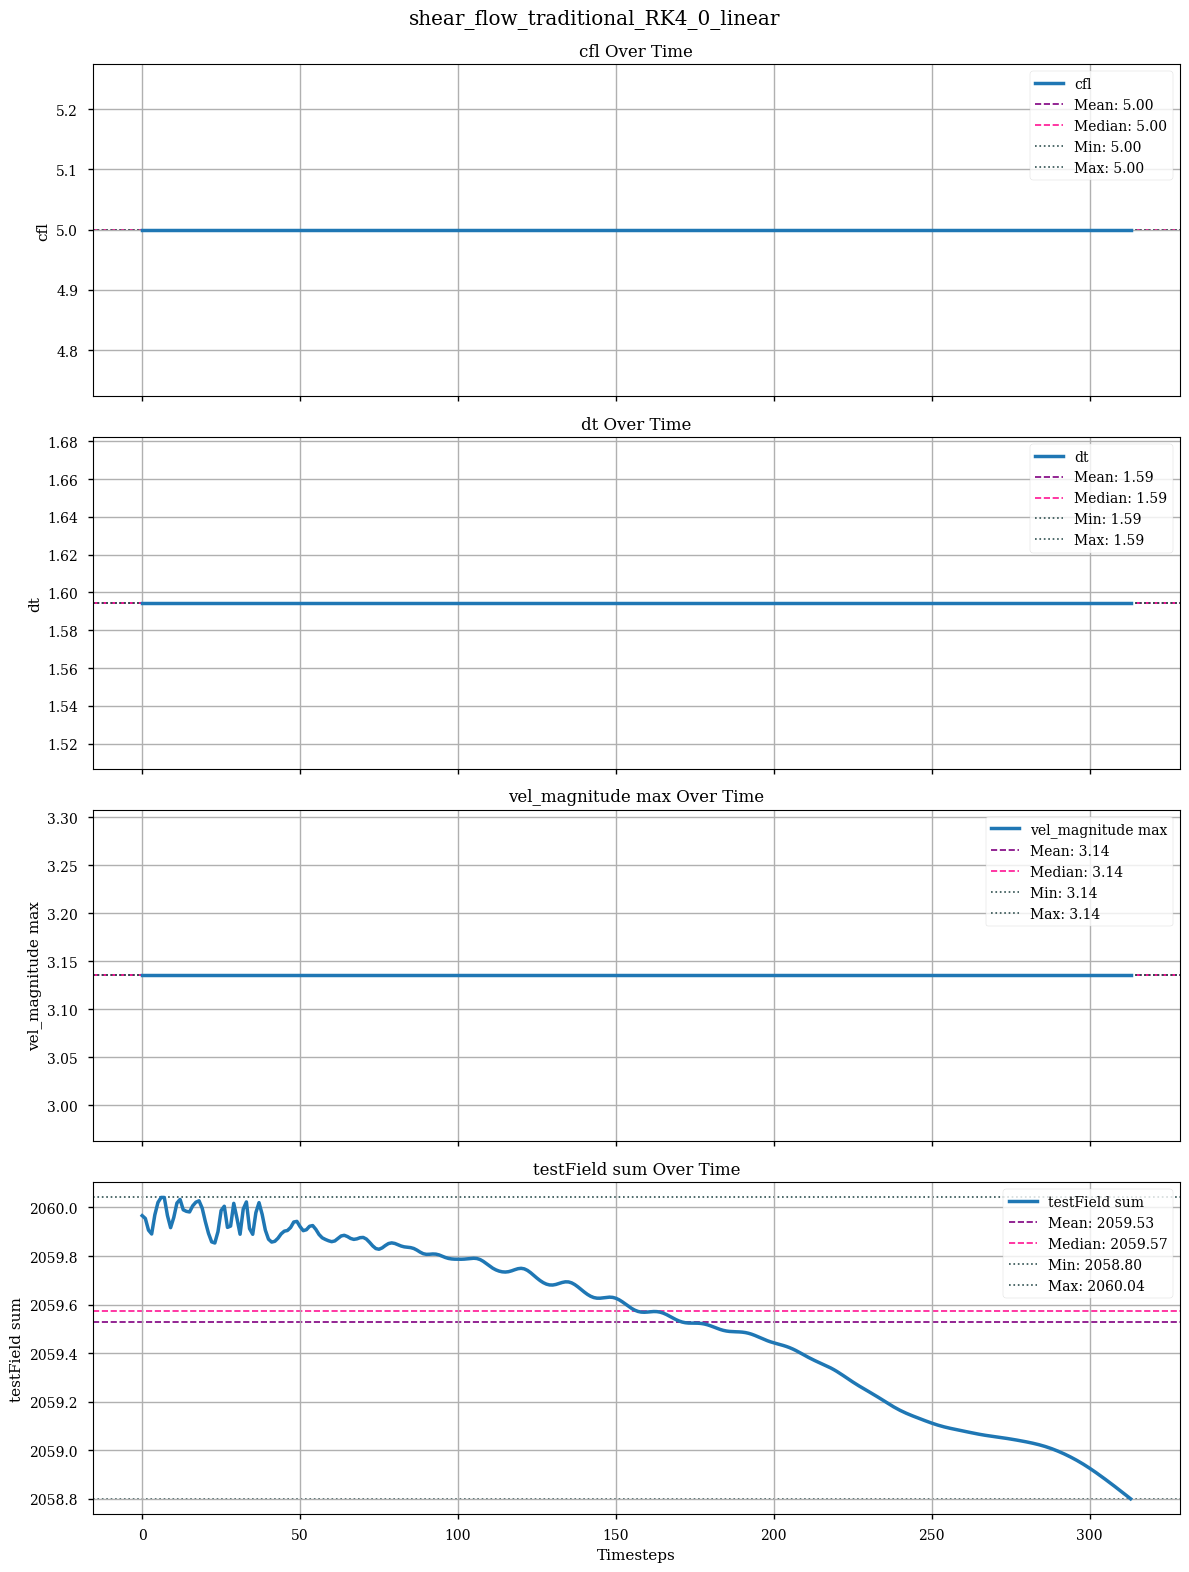 shear_flow_traditional_RK4_0_linear
cfl Over Time
cfl
5.2
5.1
5.0
4.9
4.8
cfl
Mean: 5.00
Median: 5.00
Min: 5.00
Max: 5.00
dt Over Time
dt
1.68
1.66
1.64
1.62
1.60
1.58
1.56
1.54
1.52
dt
Mean: 1.59
Median: 1.59
Min: 1.59
Max: 1.59
vel_magnitude max Over Time
vel_magnitude max
3.30
3.25
3.20
3.15
3.10
3.05
3.00
vel_magnitude max
Mean: 3.14
Median: 3.14
Min: 3.14
Max: 3.14
testField sum Over Time
testField sum
2060.0
2059.8
2059.6
2059.4
2059.2
2059.0
2058.8
testField sum
Mean: 2059.53
Median: 2059.57
Min: 2058.80
Max: 2060.04
0 50 100 150 200 250 300
Timesteps